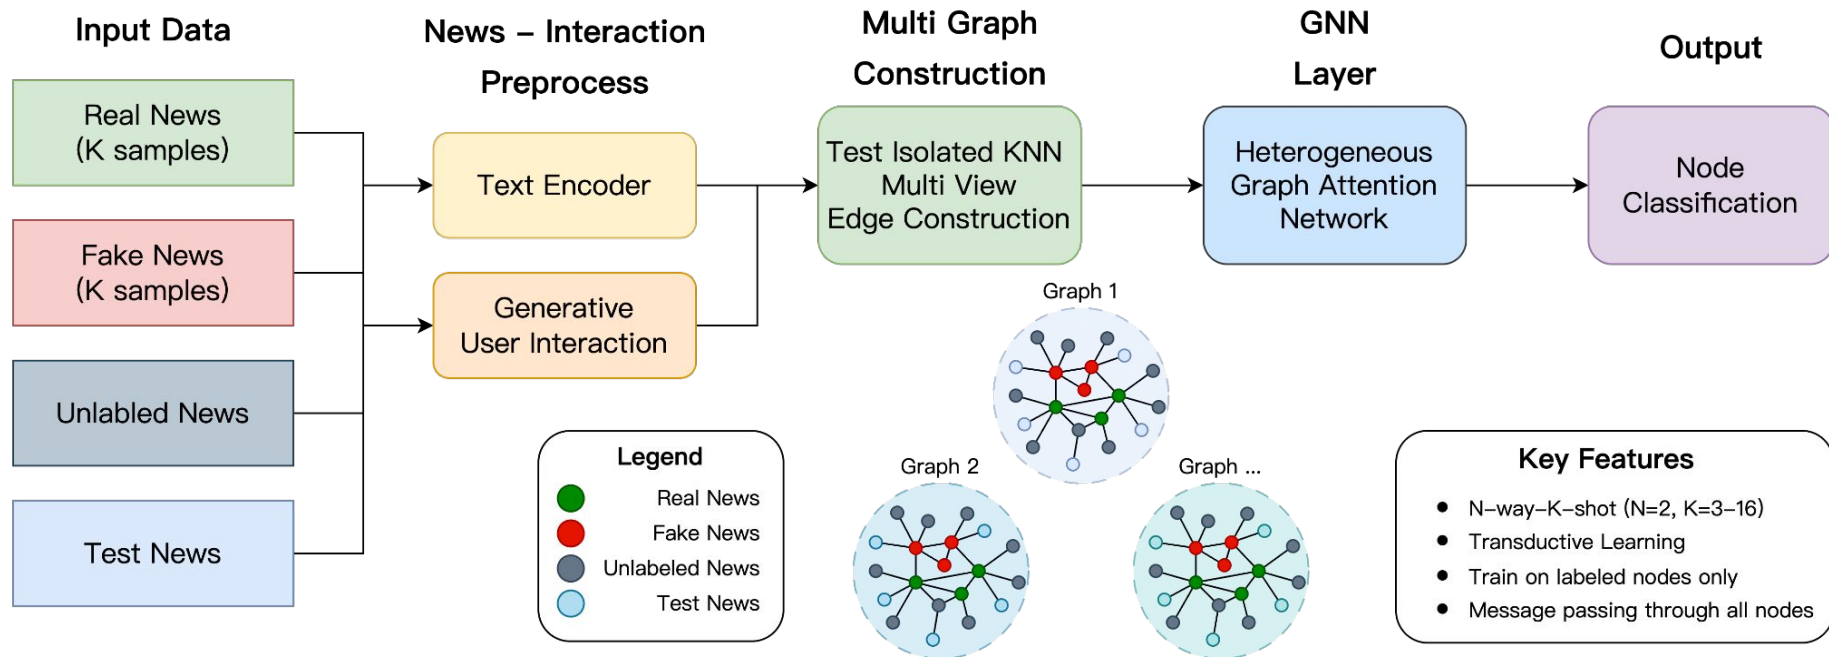 Input Data
News – Interaction
Preprocess
Multi Graph
Construction
GNN
Layer
Output
Real News
(K samples)
Fake News
(K samples)
Unlabled News
Test News
Text Encoder
Generative
User Interaction
Test Isolated KNN
Multi View
Edge Construction
Heterogeneous
Graph Attention
Network
Node
Classification
Graph 1
Graph 2
Graph ...
Legend
Real News
Fake News
Unlabeled News
Test News
Key Features
● N–way–K–shot (N=2, K=3–16)
● Transductive Learning
● Train on labeled nodes only
● Message passing through all nodes